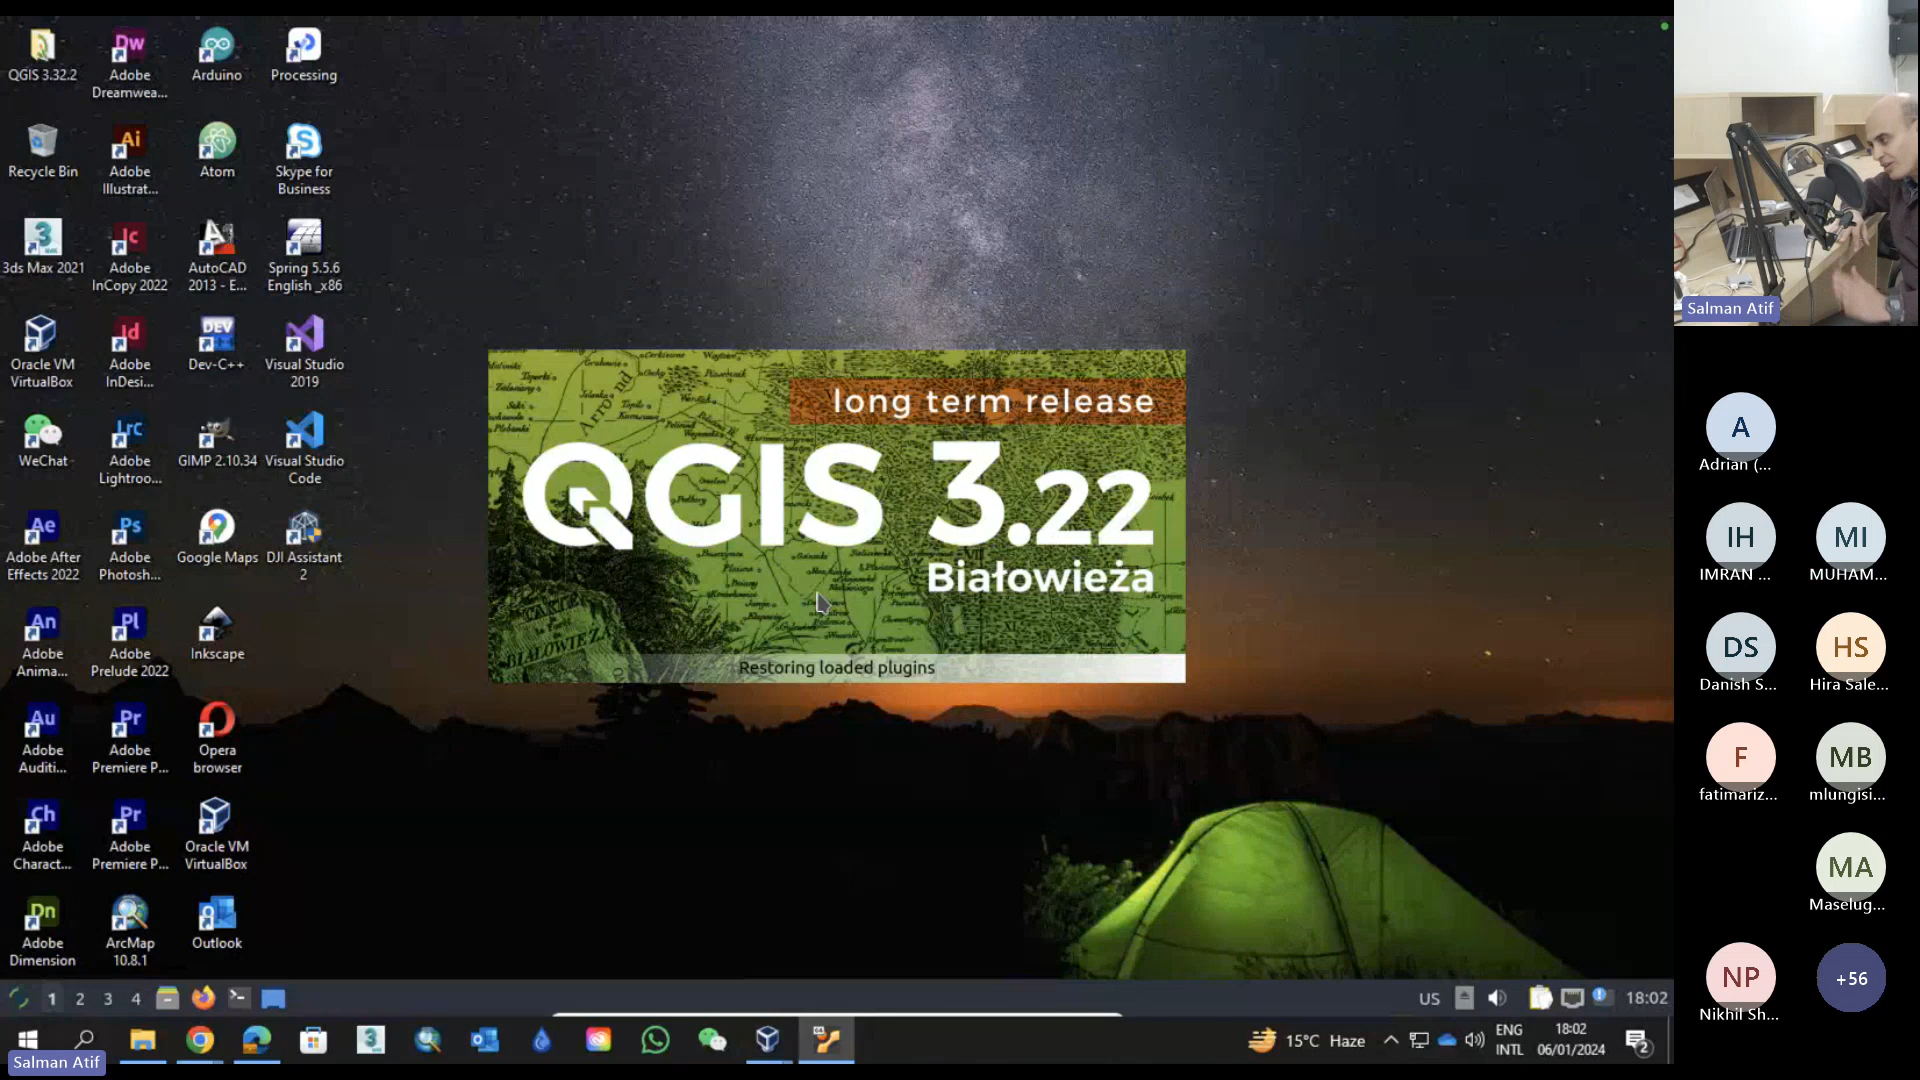 QGIS 3.32.2
Adobe
Dreamwea...
Arduino
Processing
Recycle Bin
Adobe
Illustrat...
Atom
Skype for
Business
3ds Max 2021
Adobe
InCopy 2022
AutoCAD
2013 - E...
Spring 5.5.6
English _x86
Oracle VM
VirtualBox
Adobe
InDesi...
Dev-C++
Visual Studio
2019
WeChat
Adobe
Lightroo...
GIMP 2.10.34
Visual Studio
Code
Adobe After
Effects 2022
Adobe
Photosh...
Google Maps
DJI Assistant
2
Adobe
Anima...
Adobe
Prelude 2022
Inkscape
Adobe
Auditi...
Adobe
Premiere P...
Opera
browser
Adobe
Charact...
Adobe
Premiere P...
Oracle VM
VirtualBox
Adobe
Dimension
ArcMap
10.8.1
Outlook
long term release
QGIS 3.22
Białowieża
BIALOWIEZA
Restoring loaded plugins
1 2 3 4
US
18:02
15°C Haze
ENG
INTL
18:02
06/01/2024
2
Salman Atif
Salman Atif
A
Adrian (...
IH
IMRAN ...
MI
MUHAM...
DS
Danish S...
HS
Hira Sale...
F
fatimariz...
MB
mlungisi...
MA
Maselug...
NP
Nikhil Sh...
+56